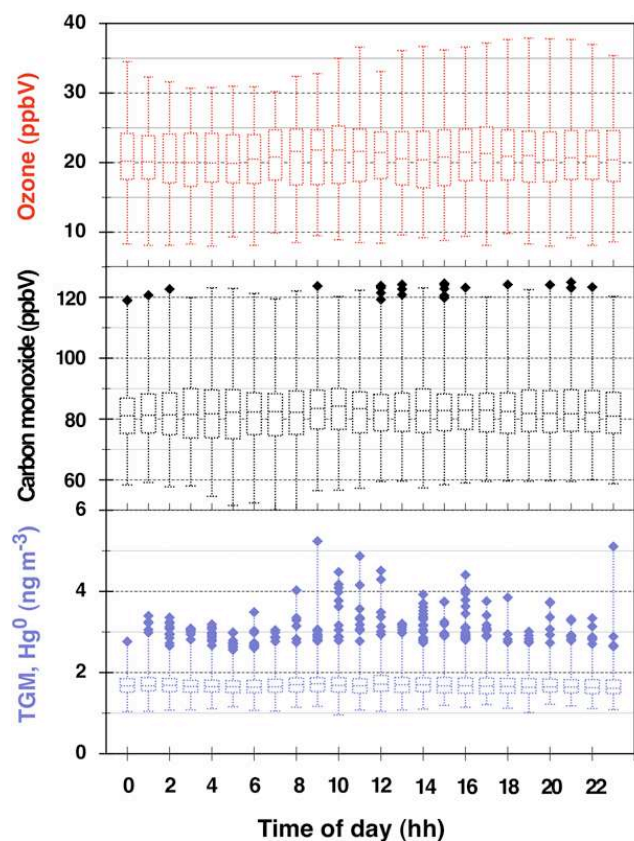 Ozone (ppbV)
40
30
20
10
Carbon monoxide (ppbV)
120
100
80
60
TGM, Hg⁰ (ng m⁻³)
6
4
2
0
0 2 4 6 8 10 12 14 16 18 20 22
Time of day (hh)